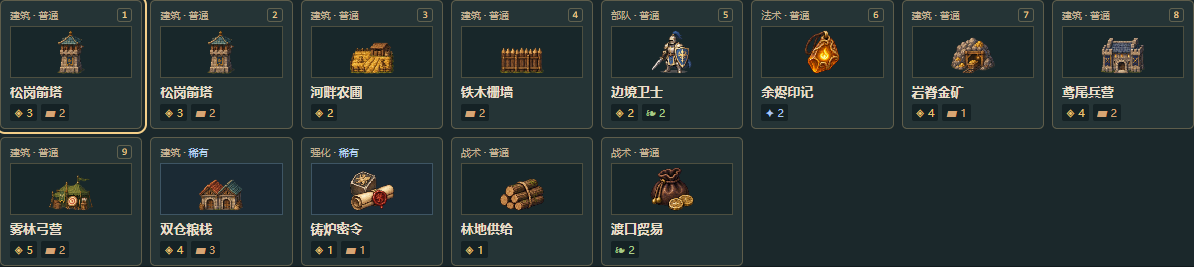 建筑 · 普通 1
松岗箭塔
3 2
建筑 · 普通 2
松岗箭塔
3 2
建筑 · 普通 3
河畔农圃
2
建筑 · 普通 4
铁木栅墙
2
部队 · 普通 5
边境卫士
2 2
法术 · 普通 6
余烬印记
2
建筑 · 普通 7
岩脊金矿
4 1
建筑 · 普通 8
鸢尾兵营
4 2
建筑 · 普通 9
雾林弓营
5 2
建筑 · 稀有
双仓粮栈
4 3
强化 · 稀有
铸炉密令
1 1
战术 · 普通
林地供给
1
战术 · 普通
渡口贸易
2